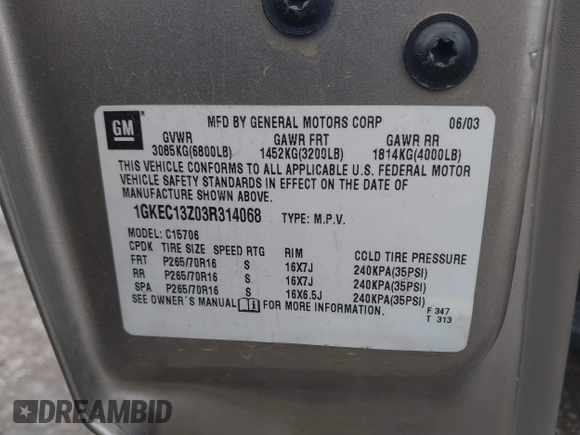 GM
MFD BY GENERAL MOTORS CORP 06/03
GVWR GAWR FRT GAWR RR
3085KG(6800LB) 1452KG(3200LB) 1814KG(4000LB)
THIS VEHICLE CONFORMS TO ALL APPLICABLE U.S. FEDERAL MOTOR
VEHICLE SAFETY STANDARDS IN EFFECT ON THE DATE OF
MANUFACTURE SHOWN ABOVE.
1GKEC13Z03R314068 TYPE: M.P.V.
MODEL: C15706
CPDK TIRE SIZE SPEED RTG RIM COLD TIRE PRESSURE
FRT P265/70R16 S 16X7J 240KPA(35PSI)
RR P265/70R16 S 16X7J 240KPA(35PSI)
SPA P265/70R16 S 16X6.5J 240KPA(35PSI)
SEE OWNER'S MANUAL FOR MORE INFORMATION.
F 347
T 313
DREAMBID